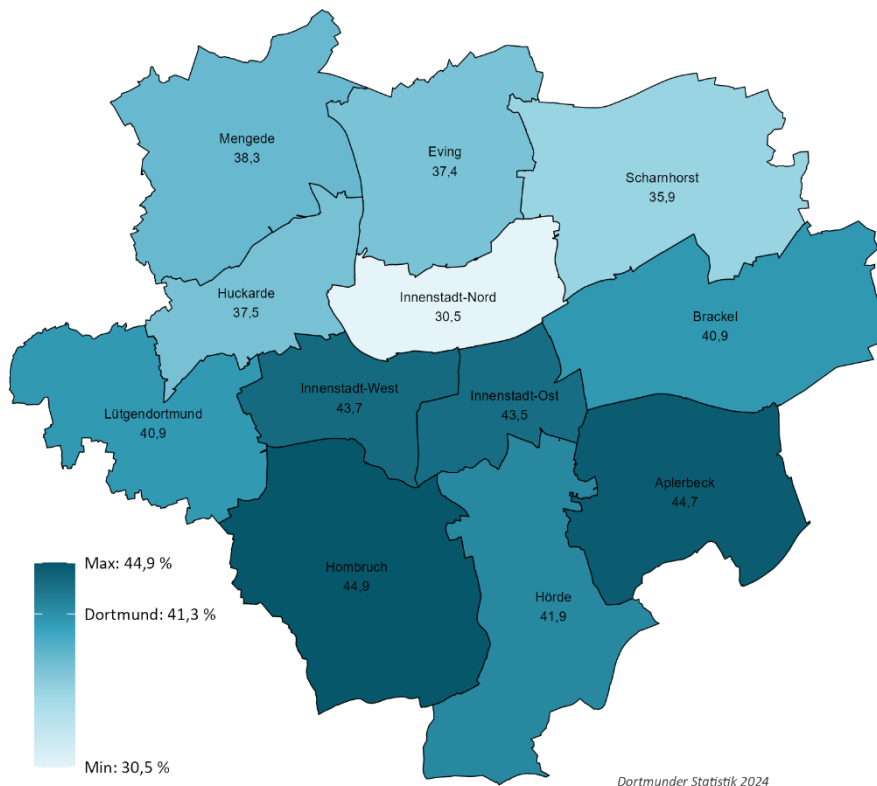 Mengede
38,3
Eving
37,4
Scharnhorst
35,9
Huckarde
37,5
Innenstadt-Nord
30,5
Brackel
40,9
Lütgendortmund
40,9
Innenstadt-West
43,7
Innenstadt-Ost
43,5
Aplerbeck
44,7
Hombruch
44,9
Hörde
41,9
Max: 44,9 %
Dortmund: 41,3 %
Min: 30,5 %
Dortmunder Statistik 2024